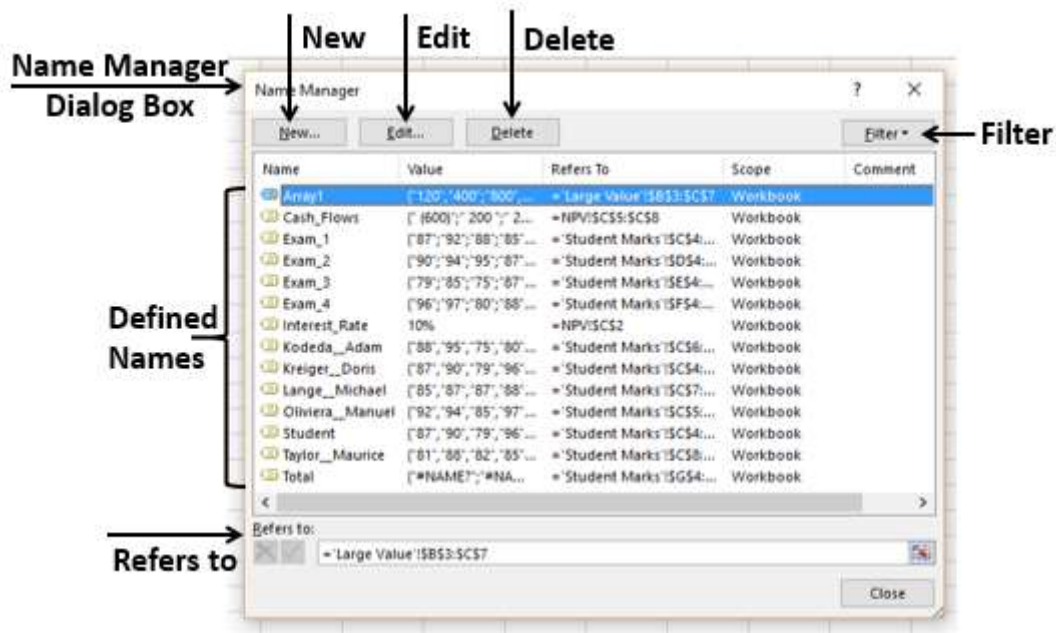 New Edit Delete
Name Manager
Dialog Box
Name Manager ? ×
New... Edit... Delete Filter
Filter
Name Value Refers To Scope Comment
Array1 {"120","400";"800",... ='Large Value'!$B$3:$C$7 Workbook
Cash_Flows {" (600)";" 200 ";" 2... =NPV!$C$5:$C$8 Workbook
Exam_1 {"87";"92";"88";"85"... ='Student Marks'!$C$4:... Workbook
Exam_2 {"90";"94";"95";"87"... ='Student Marks'!$D$4:... Workbook
Exam_3 {"79";"85";"75";"87"... ='Student Marks'!$E$4:... Workbook
Exam_4 {"96";"97";"80";"88"... ='Student Marks'!$F$4:... Workbook
Interest_Rate 10% =NPV!$C$2 Workbook
Kodeda__Adam {"88","95","75","80"... ='Student Marks'!$C$6:... Workbook
Kreiger__Doris {"87","90","79","96"... ='Student Marks'!$C$4:... Workbook
Lange__Michael {"85","87","87","88"... ='Student Marks'!$C$7:... Workbook
Oliviera__Manuel {"92","94","85","97"... ='Student Marks'!$C$5:... Workbook
Student {"87","90","79","96"... ='Student Marks'!$C$4:... Workbook
Taylor__Maurice {"81","88","82","85"... ='Student Marks'!$C$8:... Workbook
Total {"#NAME?";"#NA... ='Student Marks'!$G$4:... Workbook
Defined
Names
Refers to:
Refers to
='Large Value'!$B$3:$C$7
Close